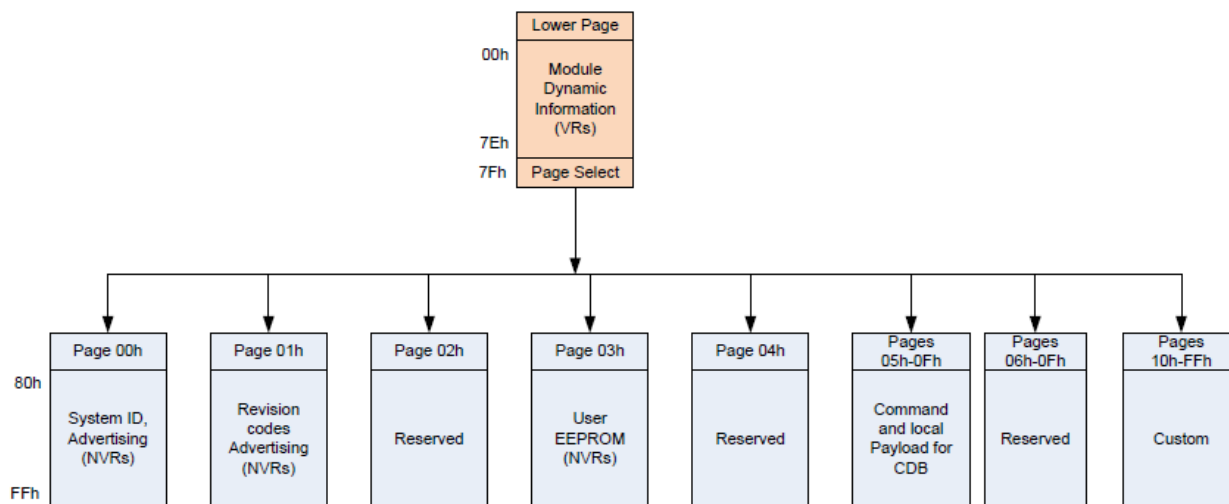 Lower Page
00h
Module
Dynamic
Information
(VRs)
7Eh
7Fh
Page Select
Page 00h
Page 01h
Page 02h
Page 03h
Page 04h
Pages
05h-0Fh
Pages
06h-0Fh
Pages
10h-FFh
80h
System ID,
Advertising
(NVRs)
Revision
codes
Advertising
(NVRs)
Reserved
User
EEPROM
(NVRs)
Reserved
Command
and local
Payload for
CDB
Reserved
Custom
FFh